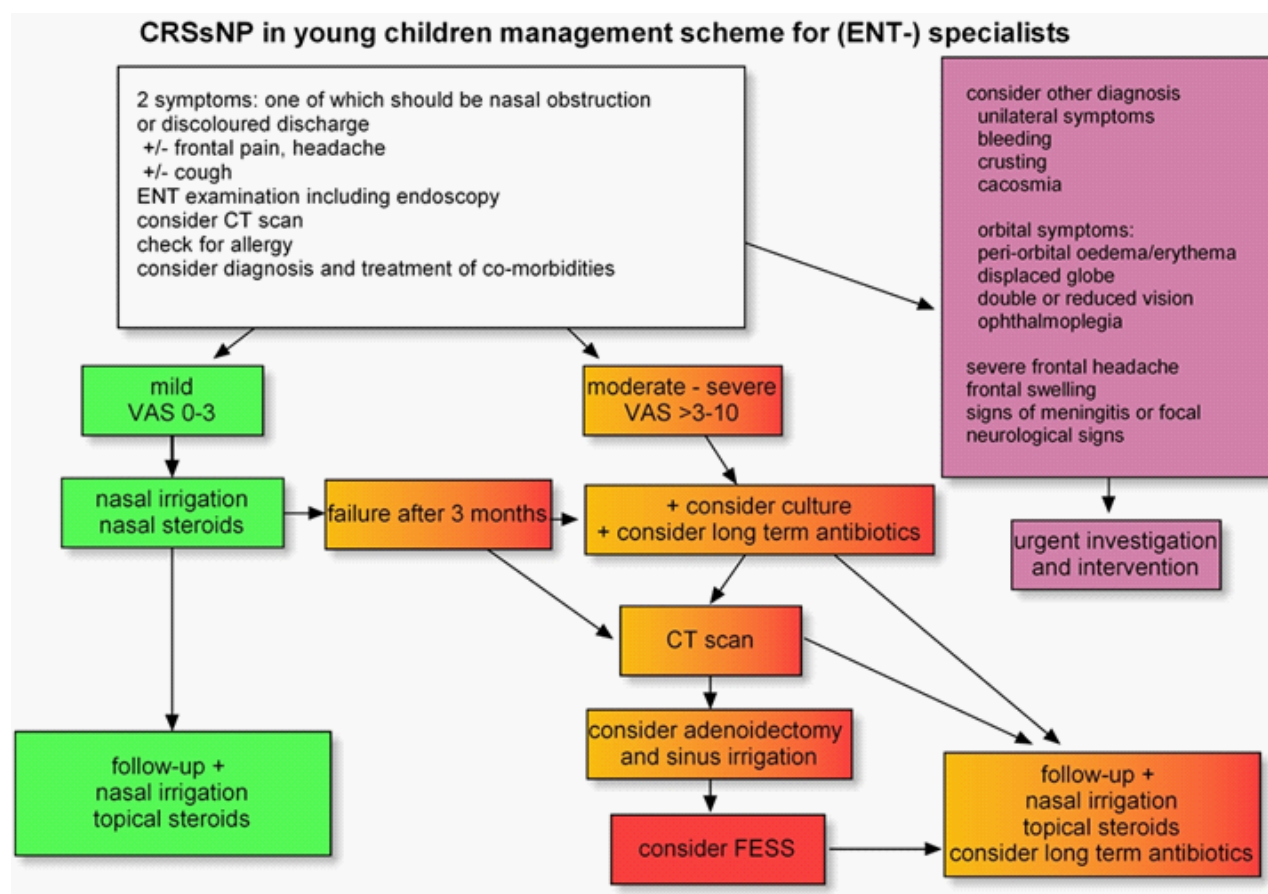 CRSsNP in young children management scheme for (ENT-) specialists
2 symptoms: one of which should be nasal obstruction
or discoloured discharge
+/- frontal pain, headache
+/- cough
ENT examination including endoscopy
consider CT scan
check for allergy
consider diagnosis and treatment of co-morbidities
consider other diagnosis
unilateral symptoms
bleeding
crusting
cacosmia
orbital symptoms:
peri-orbital oedema/erythema
displaced globe
double or reduced vision
ophthalmoplegia
severe frontal headache
frontal swelling
signs of meningitis or focal
neurological signs
mild
VAS 0-3
moderate - severe
VAS >3-10
nasal irrigation
nasal steroids
failure after 3 months
+ consider culture
+ consider long term antibiotics
urgent investigation
and intervention
CT scan
consider adenoidectomy
and sinus irrigation
follow-up +
nasal irrigation
topical steroids
consider FESS
follow-up +
nasal irrigation
topical steroids
consider long term antibiotics